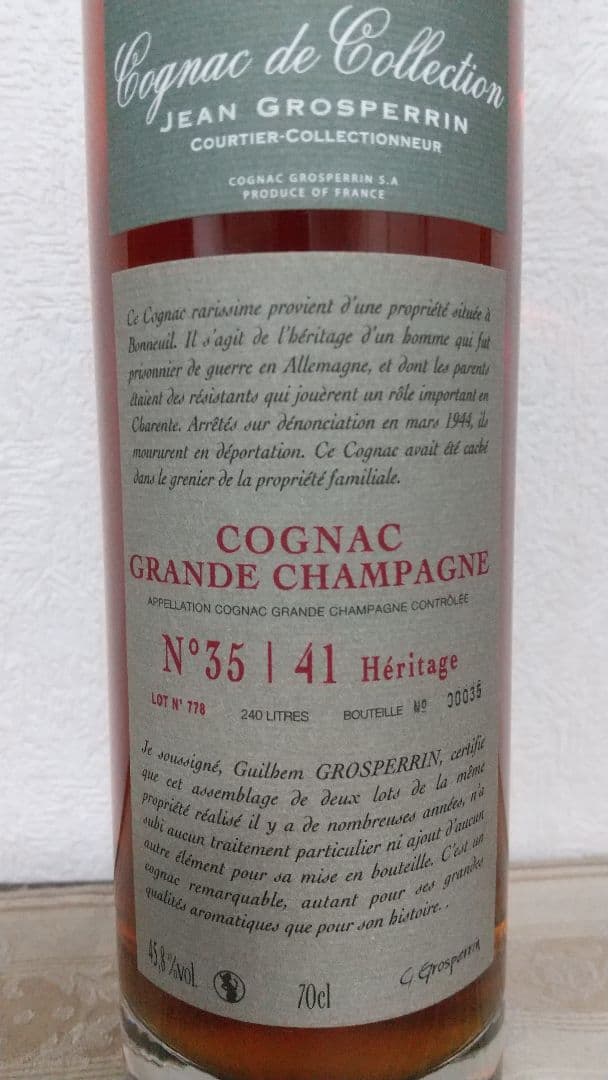 Cognac de Collection
JEAN GROSPERRIN
COURTIER-COLLECTIONNEUR
COGNAC GROSPERRIN S.A
PRODUCE OF FRANCE
Ce Cognac rarissime provient d'une propriété située à
Bonneuil. Il s'agit de l'héritage d'un homme qui fut
prisonnier de guerre en Allemagne, et dont les parents
étaient des résistants qui jouèrent un rôle important en
Charente. Arrêtés sur dénonciation en mars 1944, ils
moururent en déportation. Ce Cognac avait été caché
dans le grenier de la propriété familiale.
COGNAC
GRANDE CHAMPAGNE
APPELLATION COGNAC GRANDE CHAMPAGNE CONTRÔLÉE
N°35 | 41 Héritage
LOT N° 778 240 LITRES BOUTEILLE No 00035
Je soussigné, Guilhem GROSPERRIN, certifie
que cet assemblage de deux lots de la même
propriété réalisé il y a de nombreuses années, n'a
subi aucun traitement particulier ni ajout d'aucun
autre élément pour sa mise en bouteille. C'est un
cognac remarquable, autant pour ses grandes
qualités aromatiques que pour son histoire. .
45,8%vol. 70cl G Grosperrin